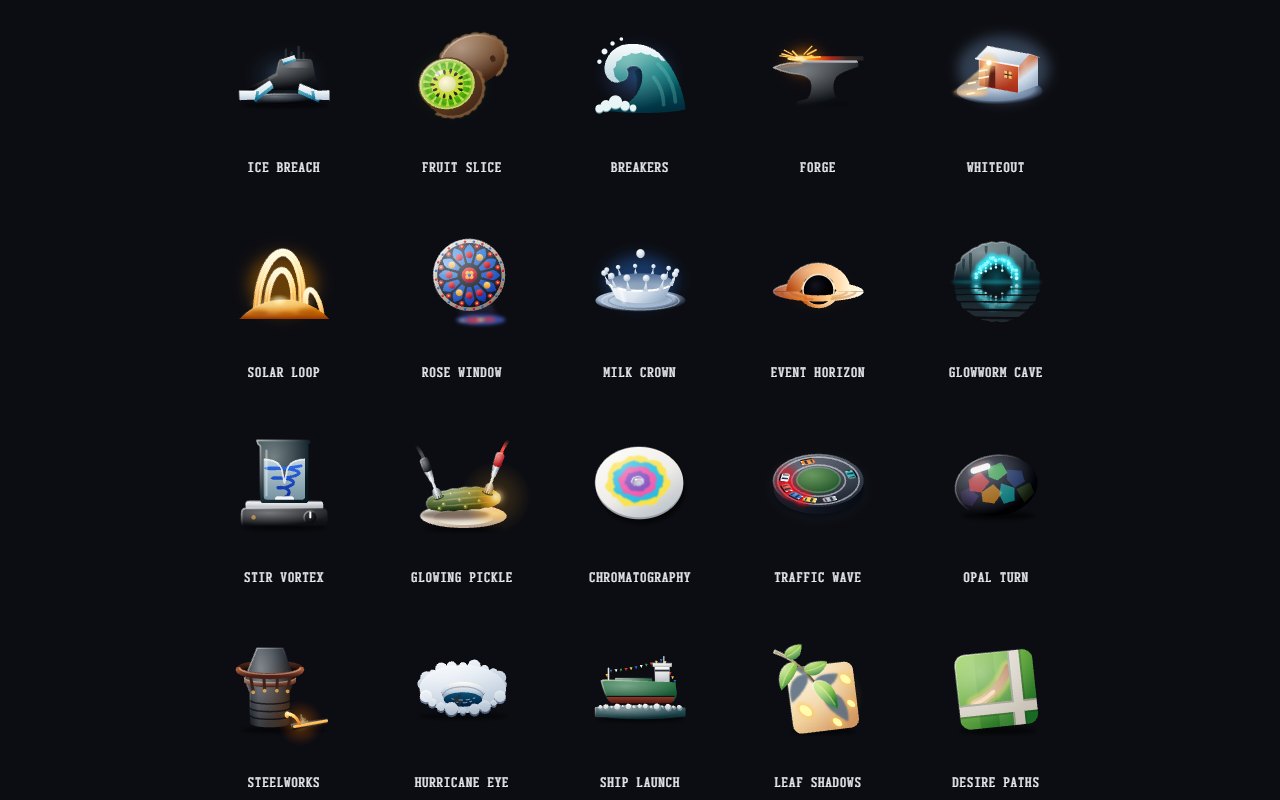 ICE BREACH
FRUIT SLICE
BREAKERS
FORGE
WHITEOUT
SOLAR LOOP
ROSE WINDOW
MILK CROWN
EVENT HORIZON
GLOWWORM CAVE
STIR VORTEX
GLOWING PICKLE
CHROMATOGRAPHY
TRAFFIC WAVE
OPAL TURN
STEELWORKS
HURRICANE EYE
SHIP LAUNCH
LEAF SHADOWS
DESIRE PATHS